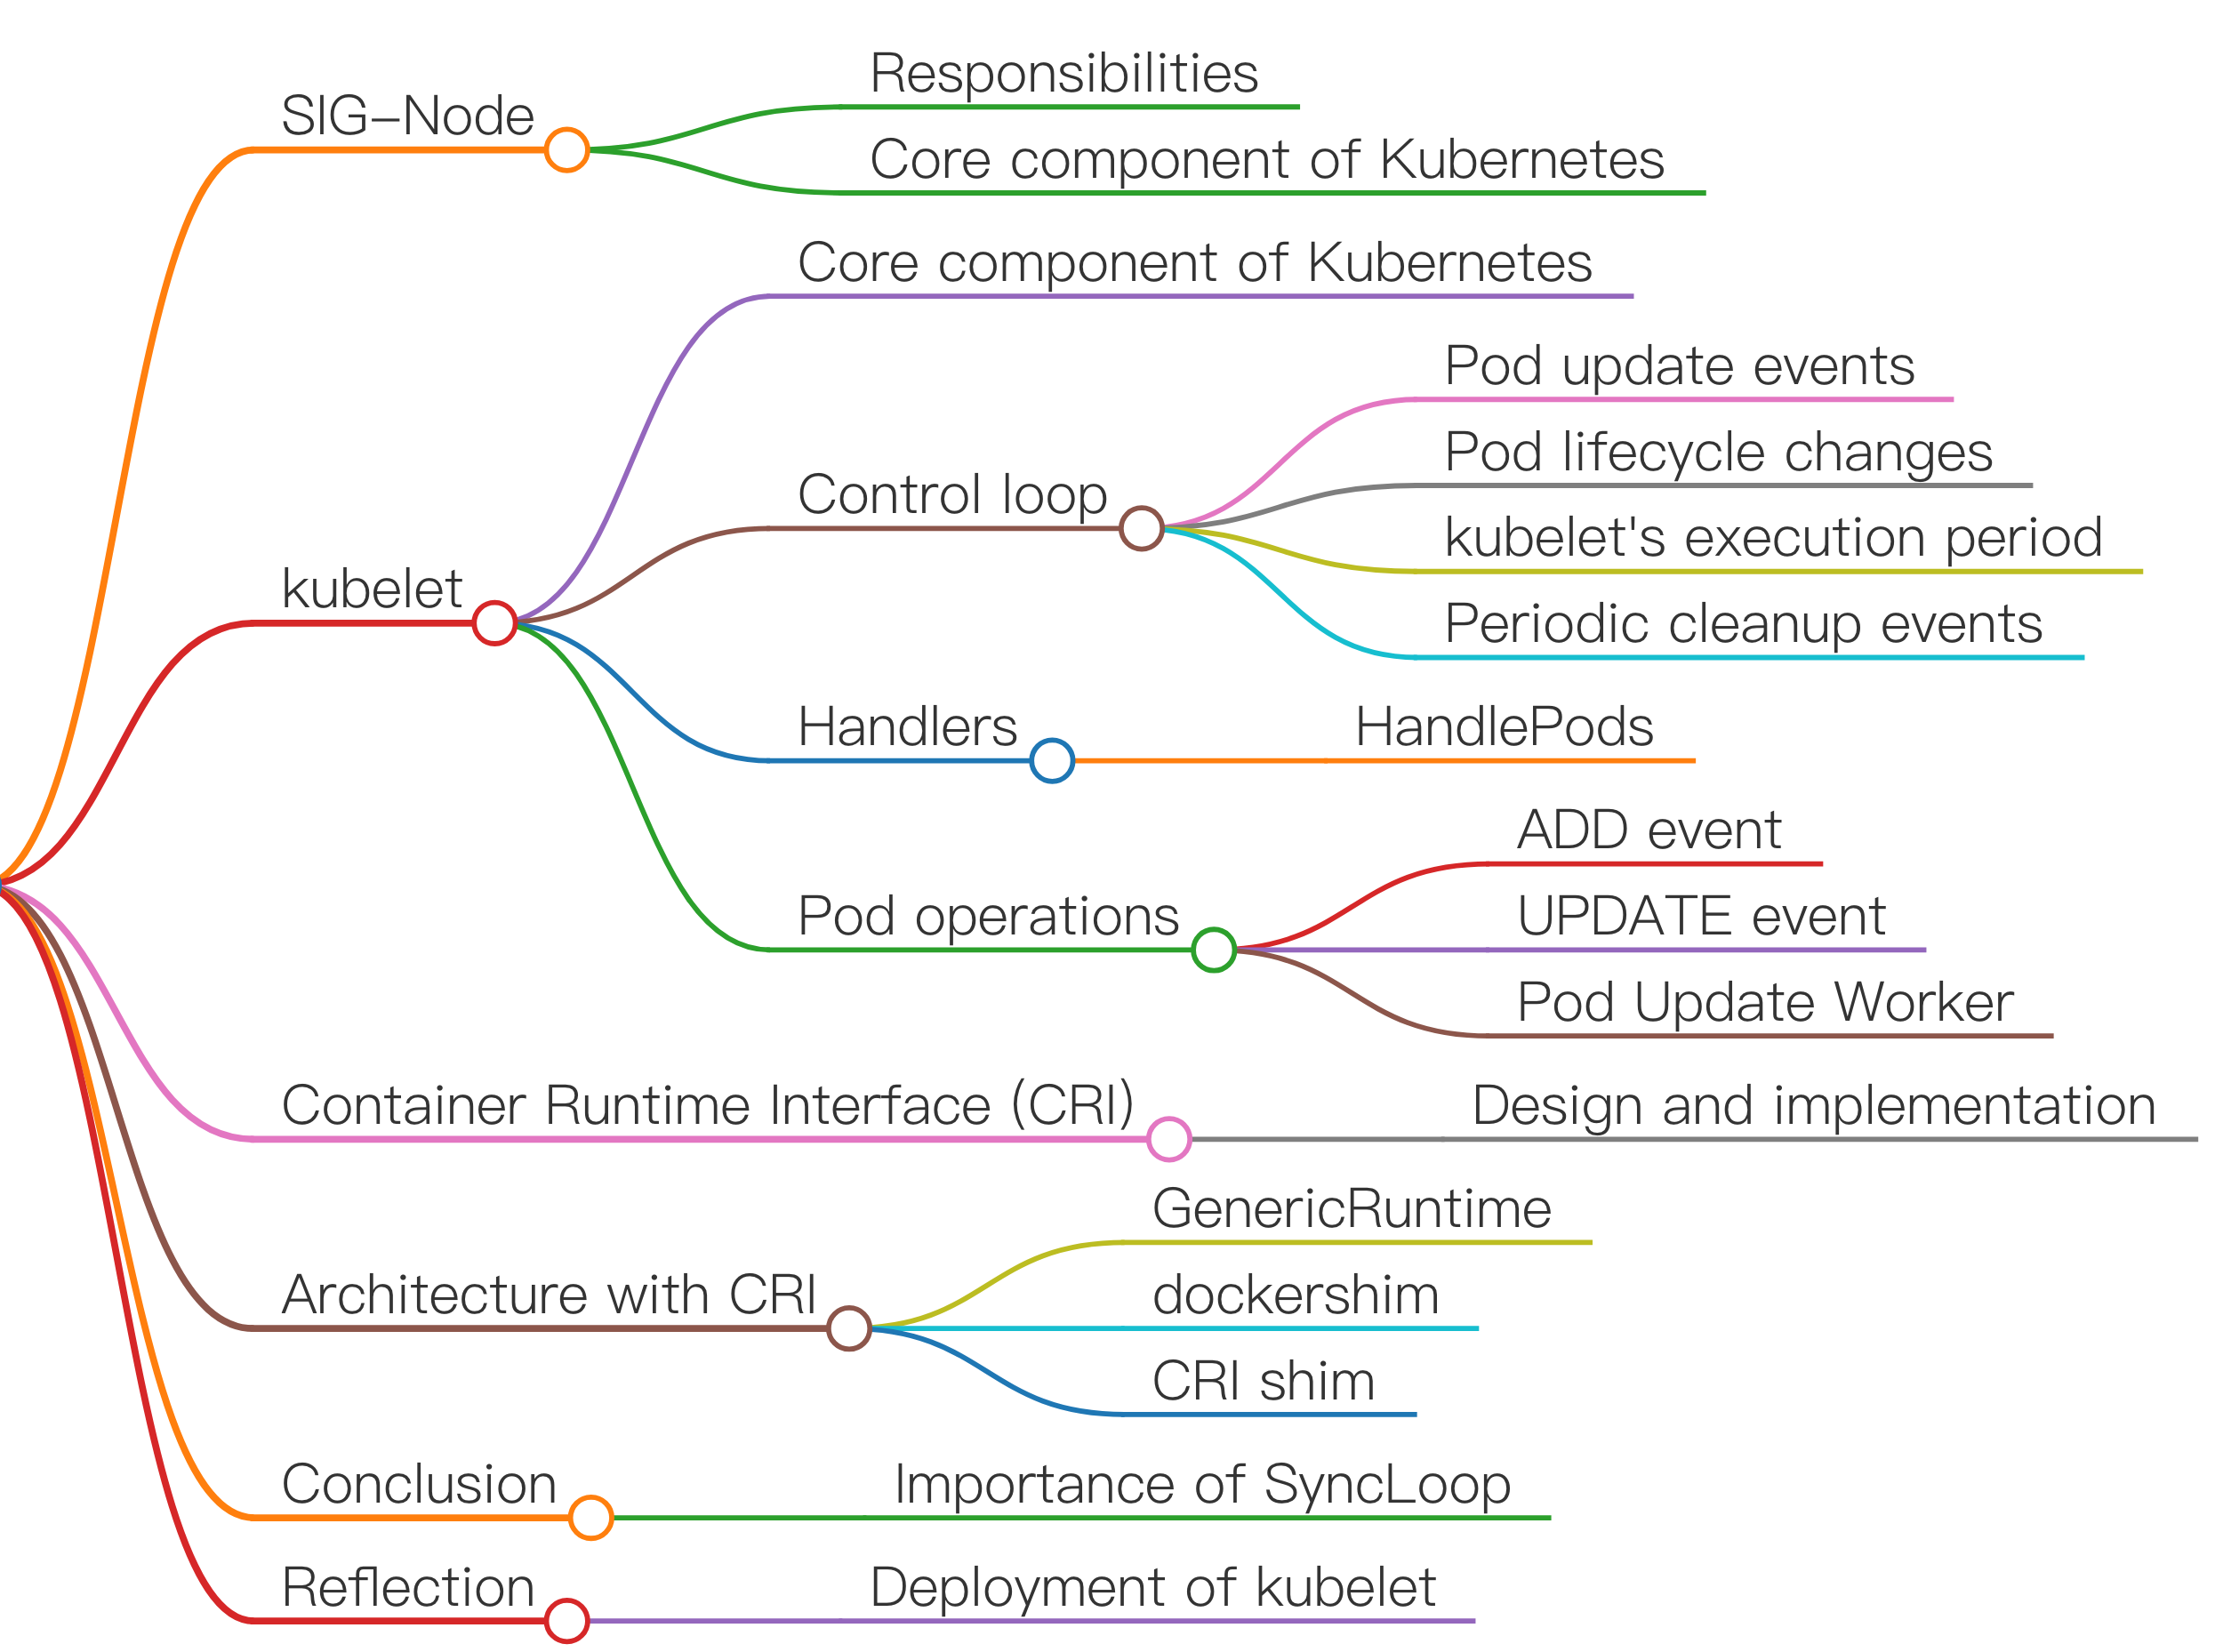 SIG-Node
Responsibilities
Core component of Kubernetes
kubelet
Core component of Kubernetes
Control loop
Pod update events
Pod lifecycle changes
kubelet's execution period
Periodic cleanup events
Handlers
HandlePods
Pod operations
ADD event
UPDATE event
Pod Update Worker
Container Runtime Interface (CRI)
Design and implementation
Architecture with CRI
GenericRuntime
dockershim
CRI shim
Conclusion
Importance of SyncLoop
Reflection
Deployment of kubelet